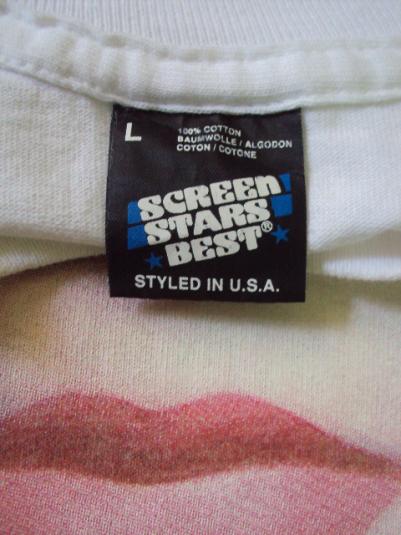 L
100% COTTON
BAUMWOLLE / ALGODON
COTON / COTONE
SCREEN
STARS
BEST®
STYLED IN U.S.A.